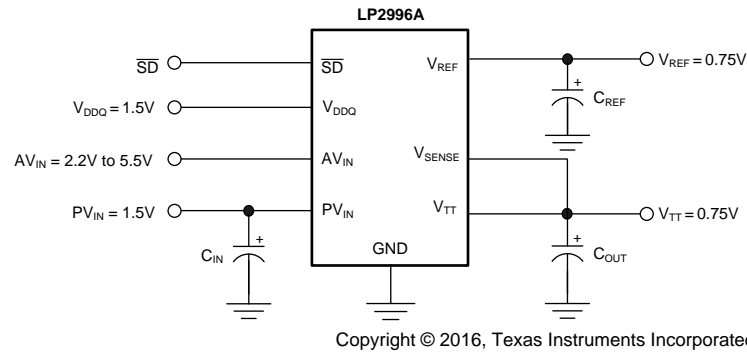 LP2996A
SD
SD
VREF
VREF = 0.75V
+
CREF
VDDQ = 1.5V
VDDQ
AVIN = 2.2V to 5.5V
AVIN
VSENSE
PVIN = 1.5V
PVIN
VTT
VTT = 0.75V
+
CIN
GND
+
COUT
Copyright © 2016, Texas Instruments Incorporated